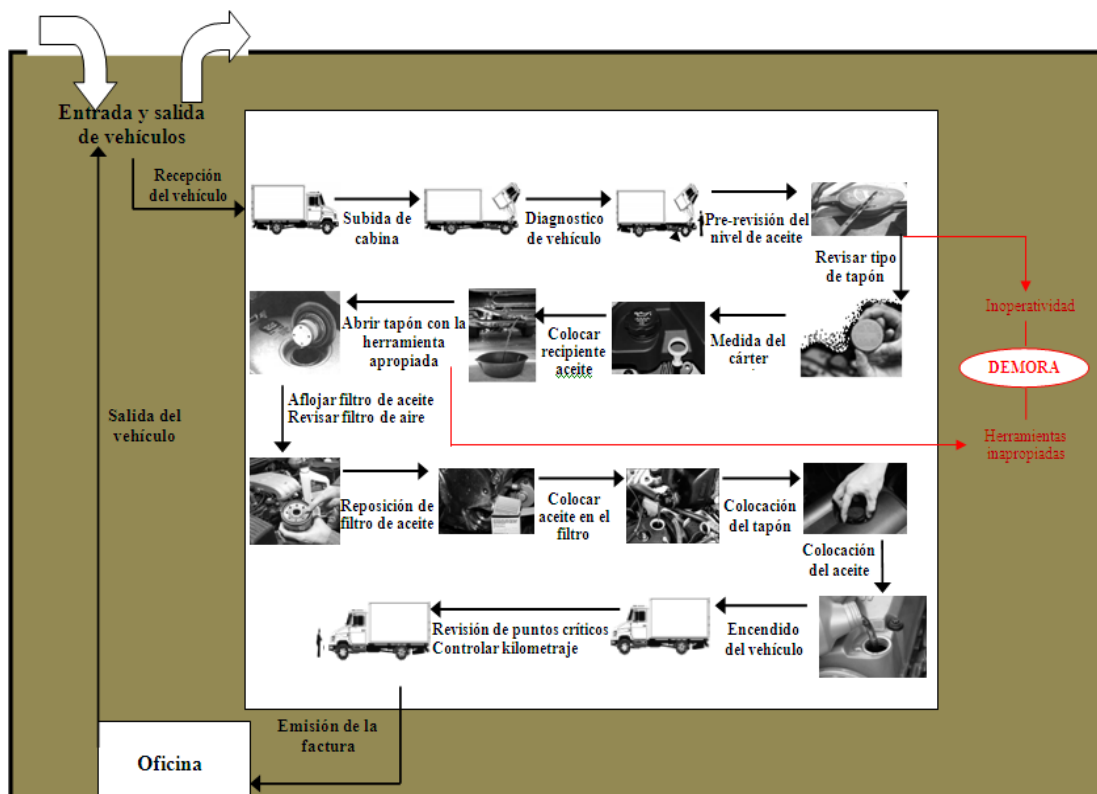 Entrada y salida
de vehículos
Recepción
del vehículo
Subida de
cabina
Diagnostico
de vehículo
Pre-revisión del
nivel de aceite
Revisar tipo
de tapón
Inoperatividad
Abrir tapón con la
herramienta
apropiada
Colocar
recipiente
aceite
Medida del
cárter
DEMORA
Herramientas
inapropiadas
Salida del
vehículo
Aflojar filtro de aceite
Revisar filtro de aire
Reposición de
filtro de aceite
Colocar
aceite en el
filtro
Colocación
del tapón
Colocación
del aceite
Revisión de puntos críticos
Controlar kilometraje
Encendido
del vehículo
Emisión de la
factura
Oficina